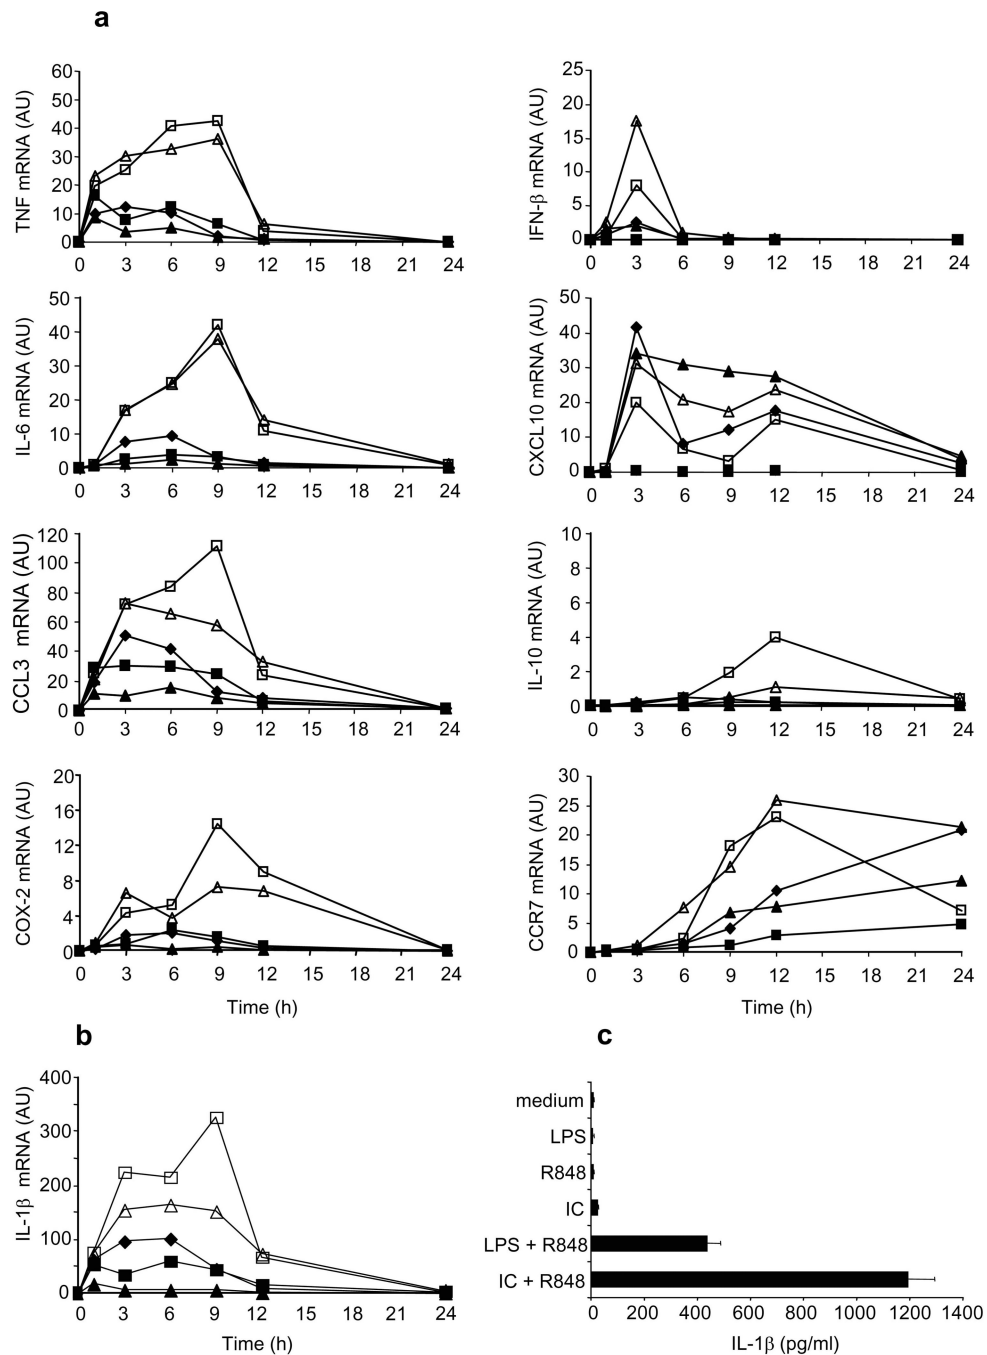 a
TNF mRNA (AU)
60
50
40
30
20
10
0
0 3 6 9 12 15 18 21 24
IFN-β mRNA (AU)
25
20
15
10
5
0
0 3 6 9 12 15 18 21 24
IL-6 mRNA (AU)
50
40
30
20
10
0
0 3 6 9 12 15 18 21 24
CXCL10 mRNA (AU)
50
40
30
20
10
0
0 3 6 9 12 15 18 21 24
CCL3 mRNA (AU)
120
100
80
60
40
20
0
0 3 6 9 12 15 18 21 24
IL-10 mRNA (AU)
10
8
6
4
2
0
0 3 6 9 12 15 18 21 24
COX-2 mRNA (AU)
20
16
12
8
4
0
0 3 6 9 12 15 18 21 24
Time (h)
CCR7 mRNA (AU)
30
25
20
15
10
5
0
0 3 6 9 12 15 18 21 24
Time (h)
b
IL-1β mRNA (AU)
400
300
200
100
0
0 3 6 9 12 15 18 21 24
Time (h)
c
medium
LPS
R848
IC
LPS + R848
IC + R848
0 200 400 600 800 1000 1200 1400
IL-1β (pg/ml)